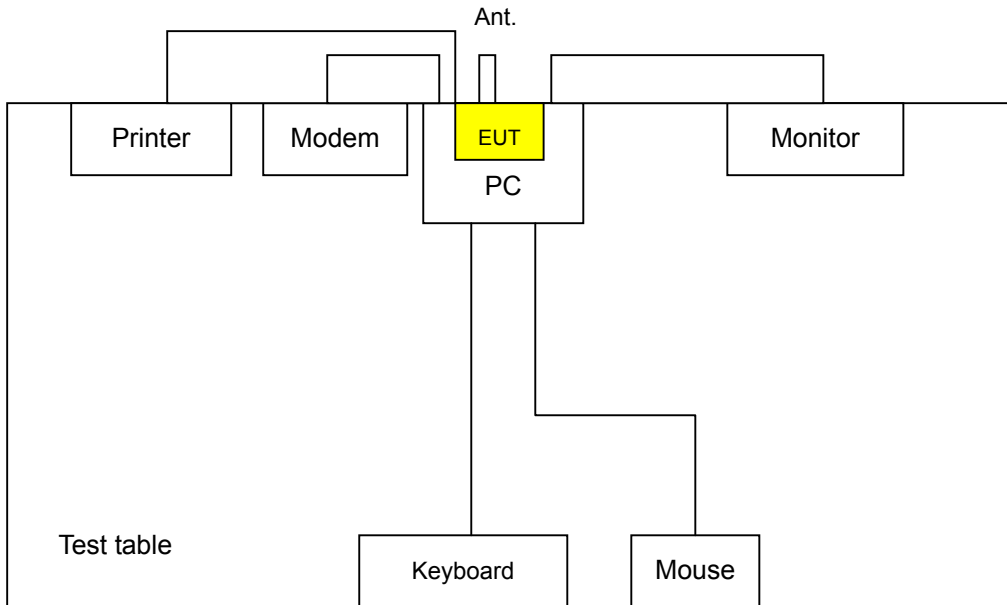 Ant.
Printer
Modem
EUT
Monitor
PC
Test table
Keyboard
Mouse